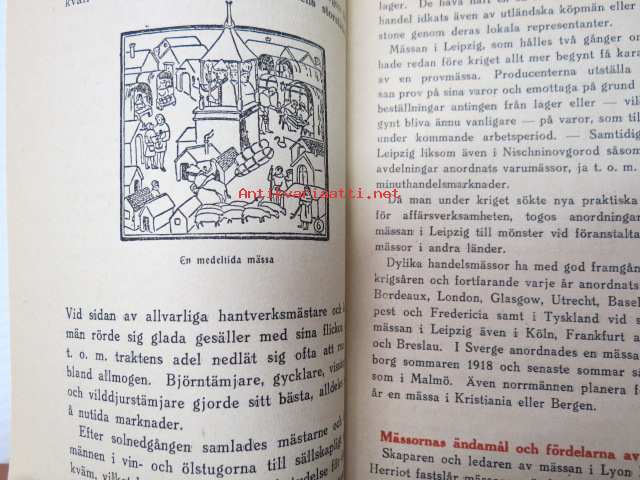 kväm
storstä
6
En medeltida mässa
Vid sidan av allvarliga hantverksmästare och
män rörde sig glada gesäller med sina flickor
t. o. m. traktens adel nedlät sig ofta att
bland allmogen. Björntämjare, gycklare,
och vilddjurstämjare gjorde sitt bästa, alldeles
å nutida marknader.
Efter solnedgången samlades mästarne och
männen i vin- och ölstugorna till sällskapligt
kväm,
lager. De
handel idkats även av utländska köpmän eller
stone genom deras lokala representanter.
Mässan i Leipzig, som hålles två gånger om
hade redan före kriget allt mer begynt få kara
av en provmässa. Producenterna utställa
san prov på sina varor och emottaga på grund
beställningar antingen från lager eller — vil
gynt bliva ännu vanligare — på varor, som til
under kommande arbetsperiod. — Samtidig
Leipzig liksom även i Nischninovgorod såsom
avdelningar anordnats varumässor, ja t. o. m.
minuthandelsmarknader.
Då man under kriget sökte nya praktiska
för affärsverksamheten, togos anordningar
mässan i Leipzig till mönster vid föranstalta
mässor i andra länder.
Dylika handelsmässor ha med god framgån
krigsåren och fortfarande varje år anordnats
Bordeaux, London, Glasgow, Utrecht, Basel
pest och Fredericia samt i Tyskland vid s
mässan i Leipzig även i Köln, Frankfurt a
och Breslau. I Sverge anordnades en mässa
borg sommaren 1918 och senaste sommar så
som i Malmö. Även norrmännen planera f
år en mässa i Kristiania eller Bergen.
Mässornas ändamål och fördelarna av
Skaparen och ledaren av mässan i Lyon
Herriot fastslår
Antikvarizatti.net